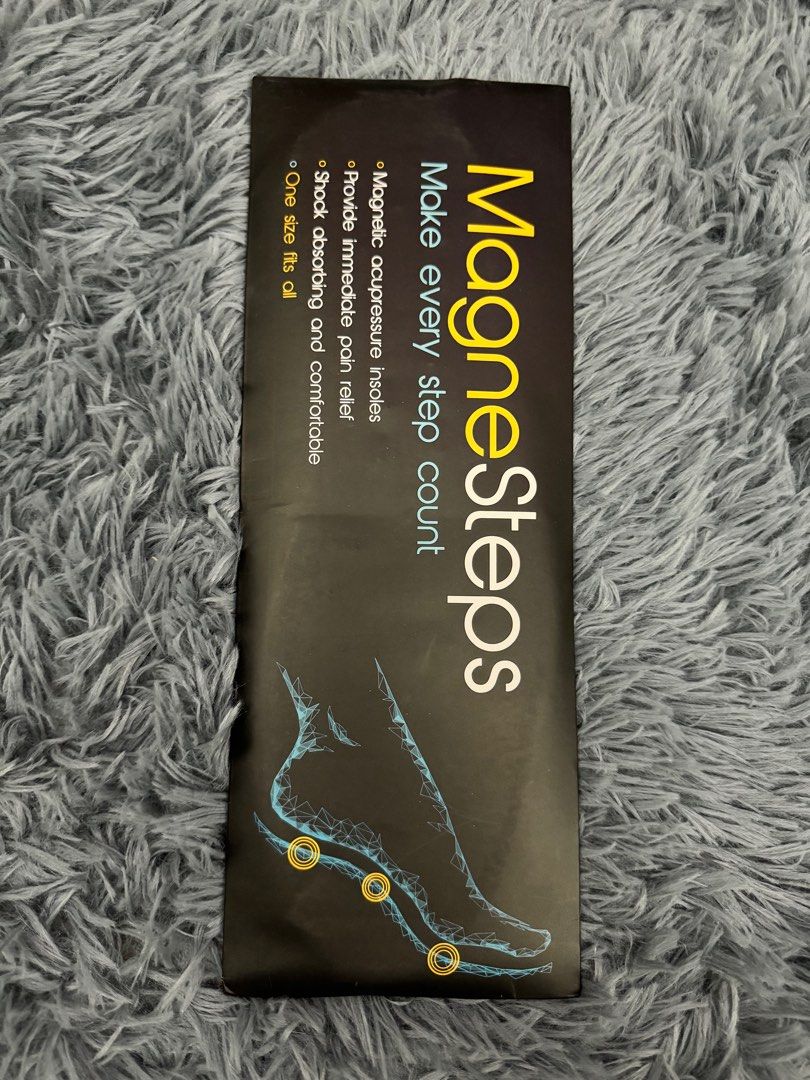 MagneSteps
Make every step count
Magnetic acupressure insoles
Provide immediate pain relief
Shock absorbing and comfortable
One size fits all